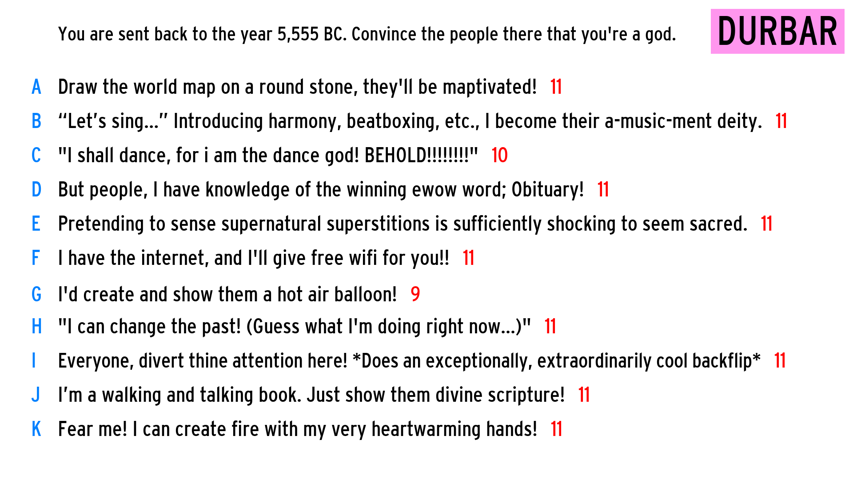 You are sent back to the year 5,555 BC. Convince the people there that you're a god.
DURBAR
A Draw the world map on a round stone, they'll be maptivated! 11
B “Let’s sing...” Introducing harmony, beatboxing, etc., I become their a-music-ment deity. 11
C "I shall dance, for i am the dance god! BEHOLD!!!!!!!!" 10
D But people, I have knowledge of the winning ewow word; Obituary! 11
E Pretending to sense supernatural superstitions is sufficiently shocking to seem sacred. 11
F I have the internet, and I'll give free wifi for you!! 11
G I'd create and show them a hot air balloon! 9
H "I can change the past! (Guess what I'm doing right now...)" 11
I Everyone, divert thine attention here! *Does an exceptionally, extraordinarily cool backflip* 11
J I’m a walking and talking book. Just show them divine scripture! 11
K Fear me! I can create fire with my very heartwarming hands! 11